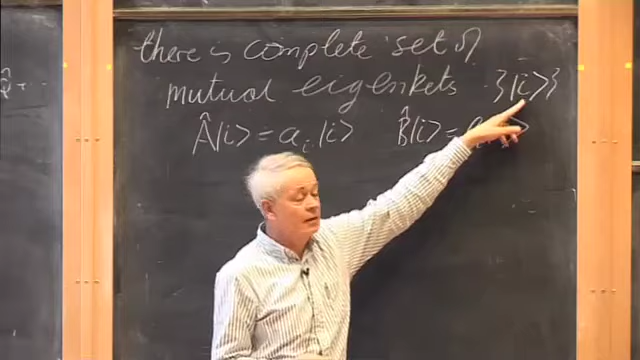 there is complete set of
mutual eigenkets {|i>}
Â|i> = aᵢ|i> B̂|i> =
Q̂ +